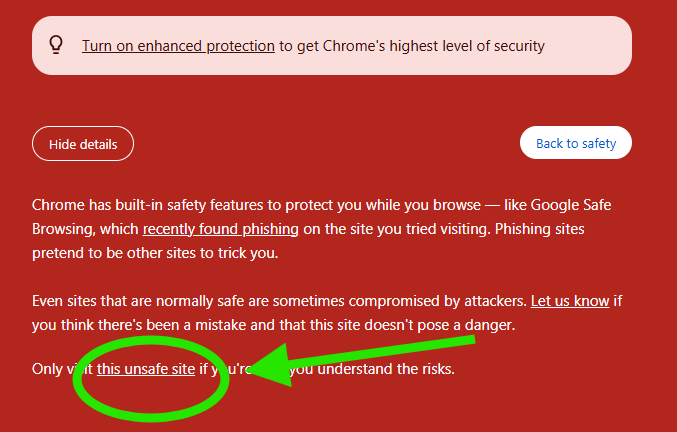 Turn on enhanced protection to get Chrome's highest level of security
Hide details
Back to safety
Chrome has built-in safety features to protect you while you browse — like Google Safe
Browsing, which recently found phishing on the site you tried visiting. Phishing sites
pretend to be other sites to trick you.
Even sites that are normally safe are sometimes compromised by attackers. Let us know if
you think there's been a mistake and that this site doesn't pose a danger.
Only visit this unsafe site if you're you understand the risks.